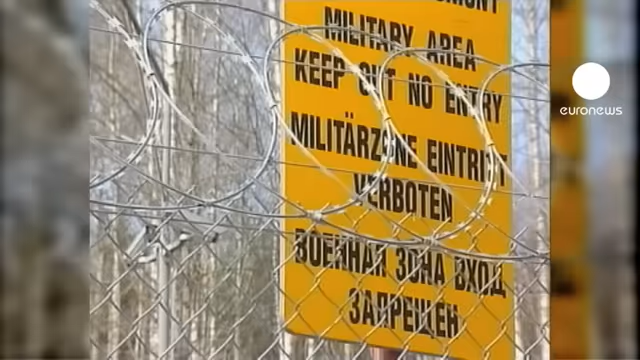 MILITARY AREA
KEEP OUT NO ENTRY
MILITÄRZONE EINTRITT
VERBOTEN
ВОЕННАЯ ЗОНА ВХОД
ЗАПРЕЩЕН
euronews